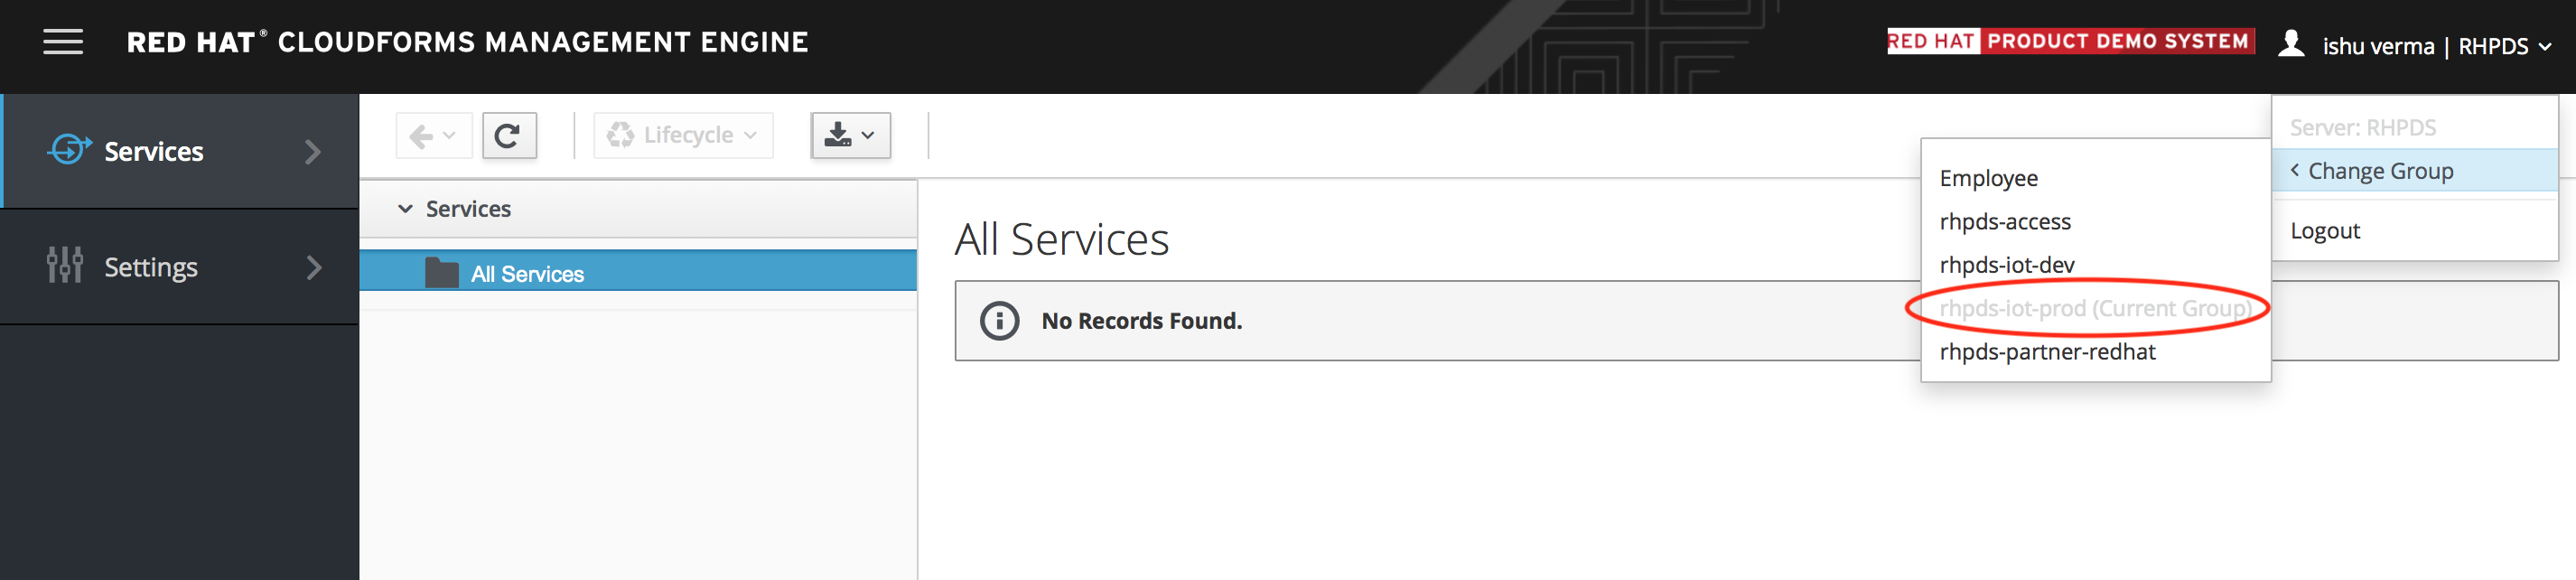 RED HAT® CLOUDFORMS MANAGEMENT ENGINE
RED HAT PRODUCT DEMO SYSTEM
ishu verma | RHPDS
Services
Settings
Lifecycle
Services
All Services
All Services
No Records Found.
Server: RHPDS
Change Group
Logout
Employee
rhpds-access
rhpds-iot-dev
rhpds-iot-prod (Current Group)
rhpds-partner-redhat